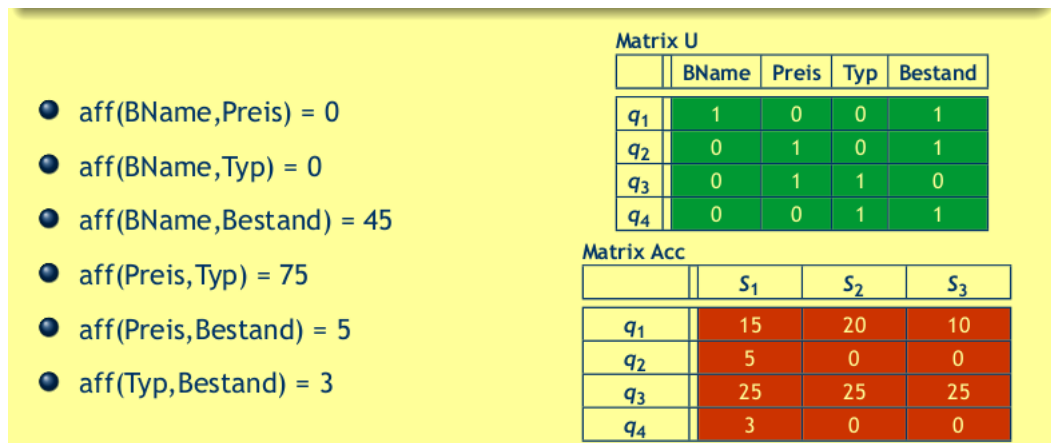 aff(BName,Preis) = 0
aff(BName,Typ) = 0
aff(BName,Bestand) = 45
aff(Preis,Typ) = 75
aff(Preis,Bestand) = 5
aff(Typ,Bestand) = 3
Matrix U
BName Preis Typ Bestand
q1 1 0 0 1
q2 0 1 0 1
q3 0 1 1 0
q4 0 0 1 1
Matrix Acc
S1 S2 S3
q1 15 20 10
q2 5 0 0
q3 25 25 25
q4 3 0 0